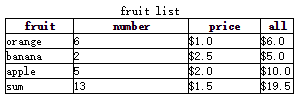 fruit list
fruit number price all
orange 6 $1.0 $6.0
banana 2 $2.5 $5.0
apple 5 $2.0 $10.0
sum 13 $1.5 $19.5